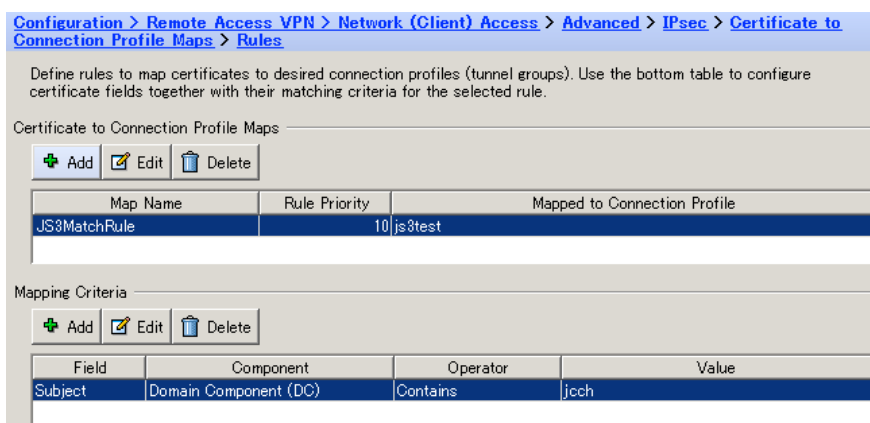 Configuration > Remote Access VPN > Network (Client) Access > Advanced > IPsec > Certificate to
Connection Profile Maps > Rules
Define rules to map certificates to desired connection profiles (tunnel groups). Use the bottom table to configure
certificate fields together with their matching criteria for the selected rule.
Certificate to Connection Profile Maps
Add Edit Delete
Map Name Rule Priority Mapped to Connection Profile
JS3MatchRule 10 js3test
Mapping Criteria
Add Edit Delete
Field Component Operator Value
Subject Domain Component (DC) Contains jcch